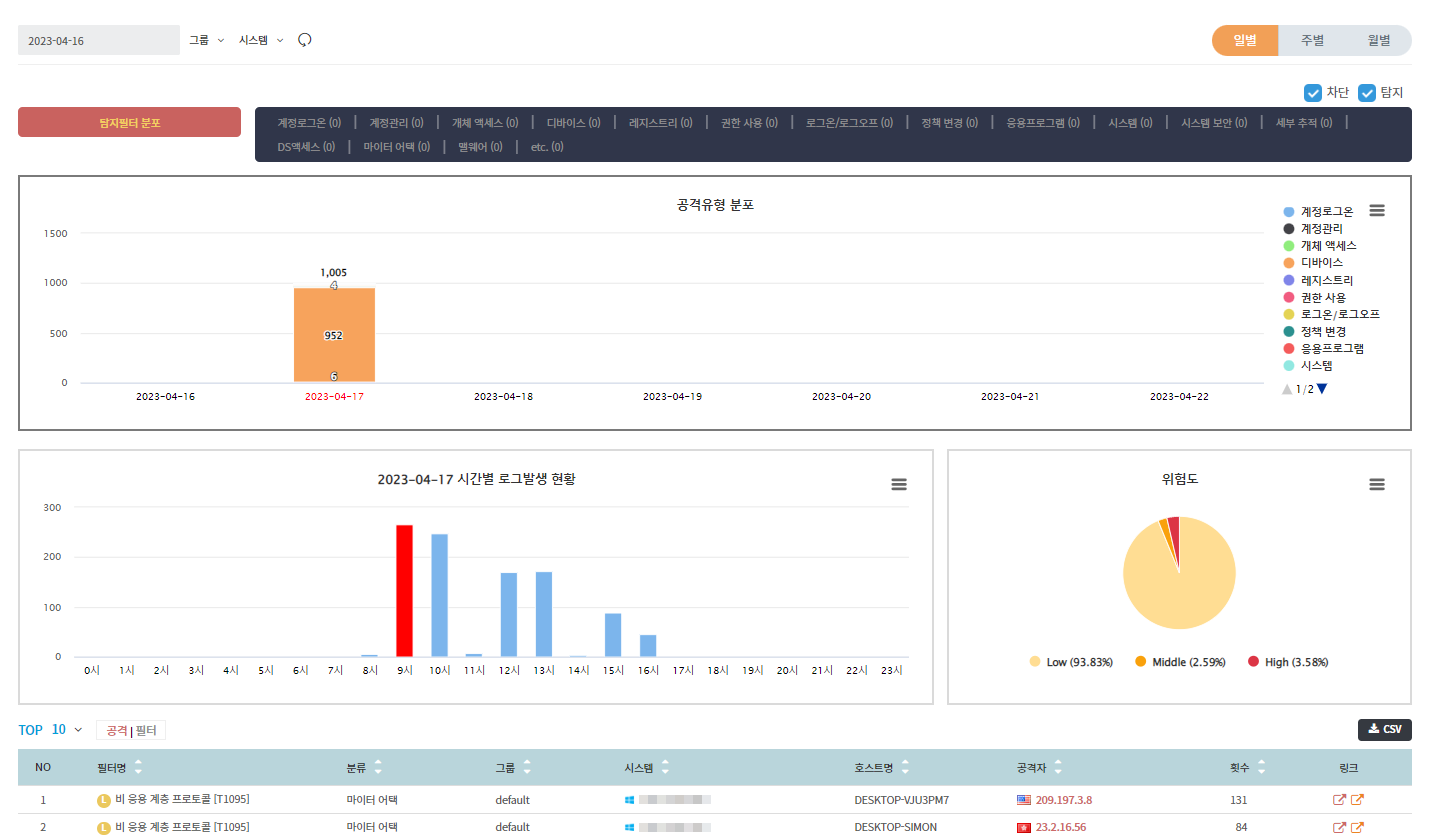 2023-04-16 그룹 시스템 일별 주별 월별
차단 탐지
탐지필터 분포 계정로그온 (0) | 계정관리 (0) | 개체 액세스 (0) | 디바이스 (0) | 레지스트리 (0) | 권한 사용 (0) | 로그온/로그오프 (0) | 정책 변경 (0) | 응용프로그램 (0) | 시스템 (0) | 시스템 보안 (0) | 세부 추적 (0) |
DS액세스 (0) | 마이터 어택 (0) | 맬웨어 (0) | etc. (0)
공격유형 분포
1500
1000
500
0
1,005
4
952
6
2023-04-16 2023-04-17 2023-04-18 2023-04-19 2023-04-20 2023-04-21 2023-04-22
계정로그온
계정관리
개체 액세스
디바이스
레지스트리
권한 사용
로그온/로그오프
정책 변경
응용프로그램
시스템
1/2
2023-04-17 시간별 로그발생 현황
300
200
100
0
0시 1시 2시 3시 4시 5시 6시 7시 8시 9시 10시 11시 12시 13시 14시 15시 16시 17시 18시 19시 20시 21시 22시 23시
위험도
Low (93.83%) Middle (2.59%) High (3.58%)
TOP 10 공격 | 필터 CSV
NO 필터명 분류 그룹 시스템 호스트명 공격자 횟수 링크
1 L 비 응용 계층 프로토콜 [T1095] 마이터 어택 default DESKTOP-VJU3PM7 209.197.3.8 131
2 L 비 응용 계층 프로토콜 [T1095] 마이터 어택 default DESKTOP-SIMON 23.2.16.56 84